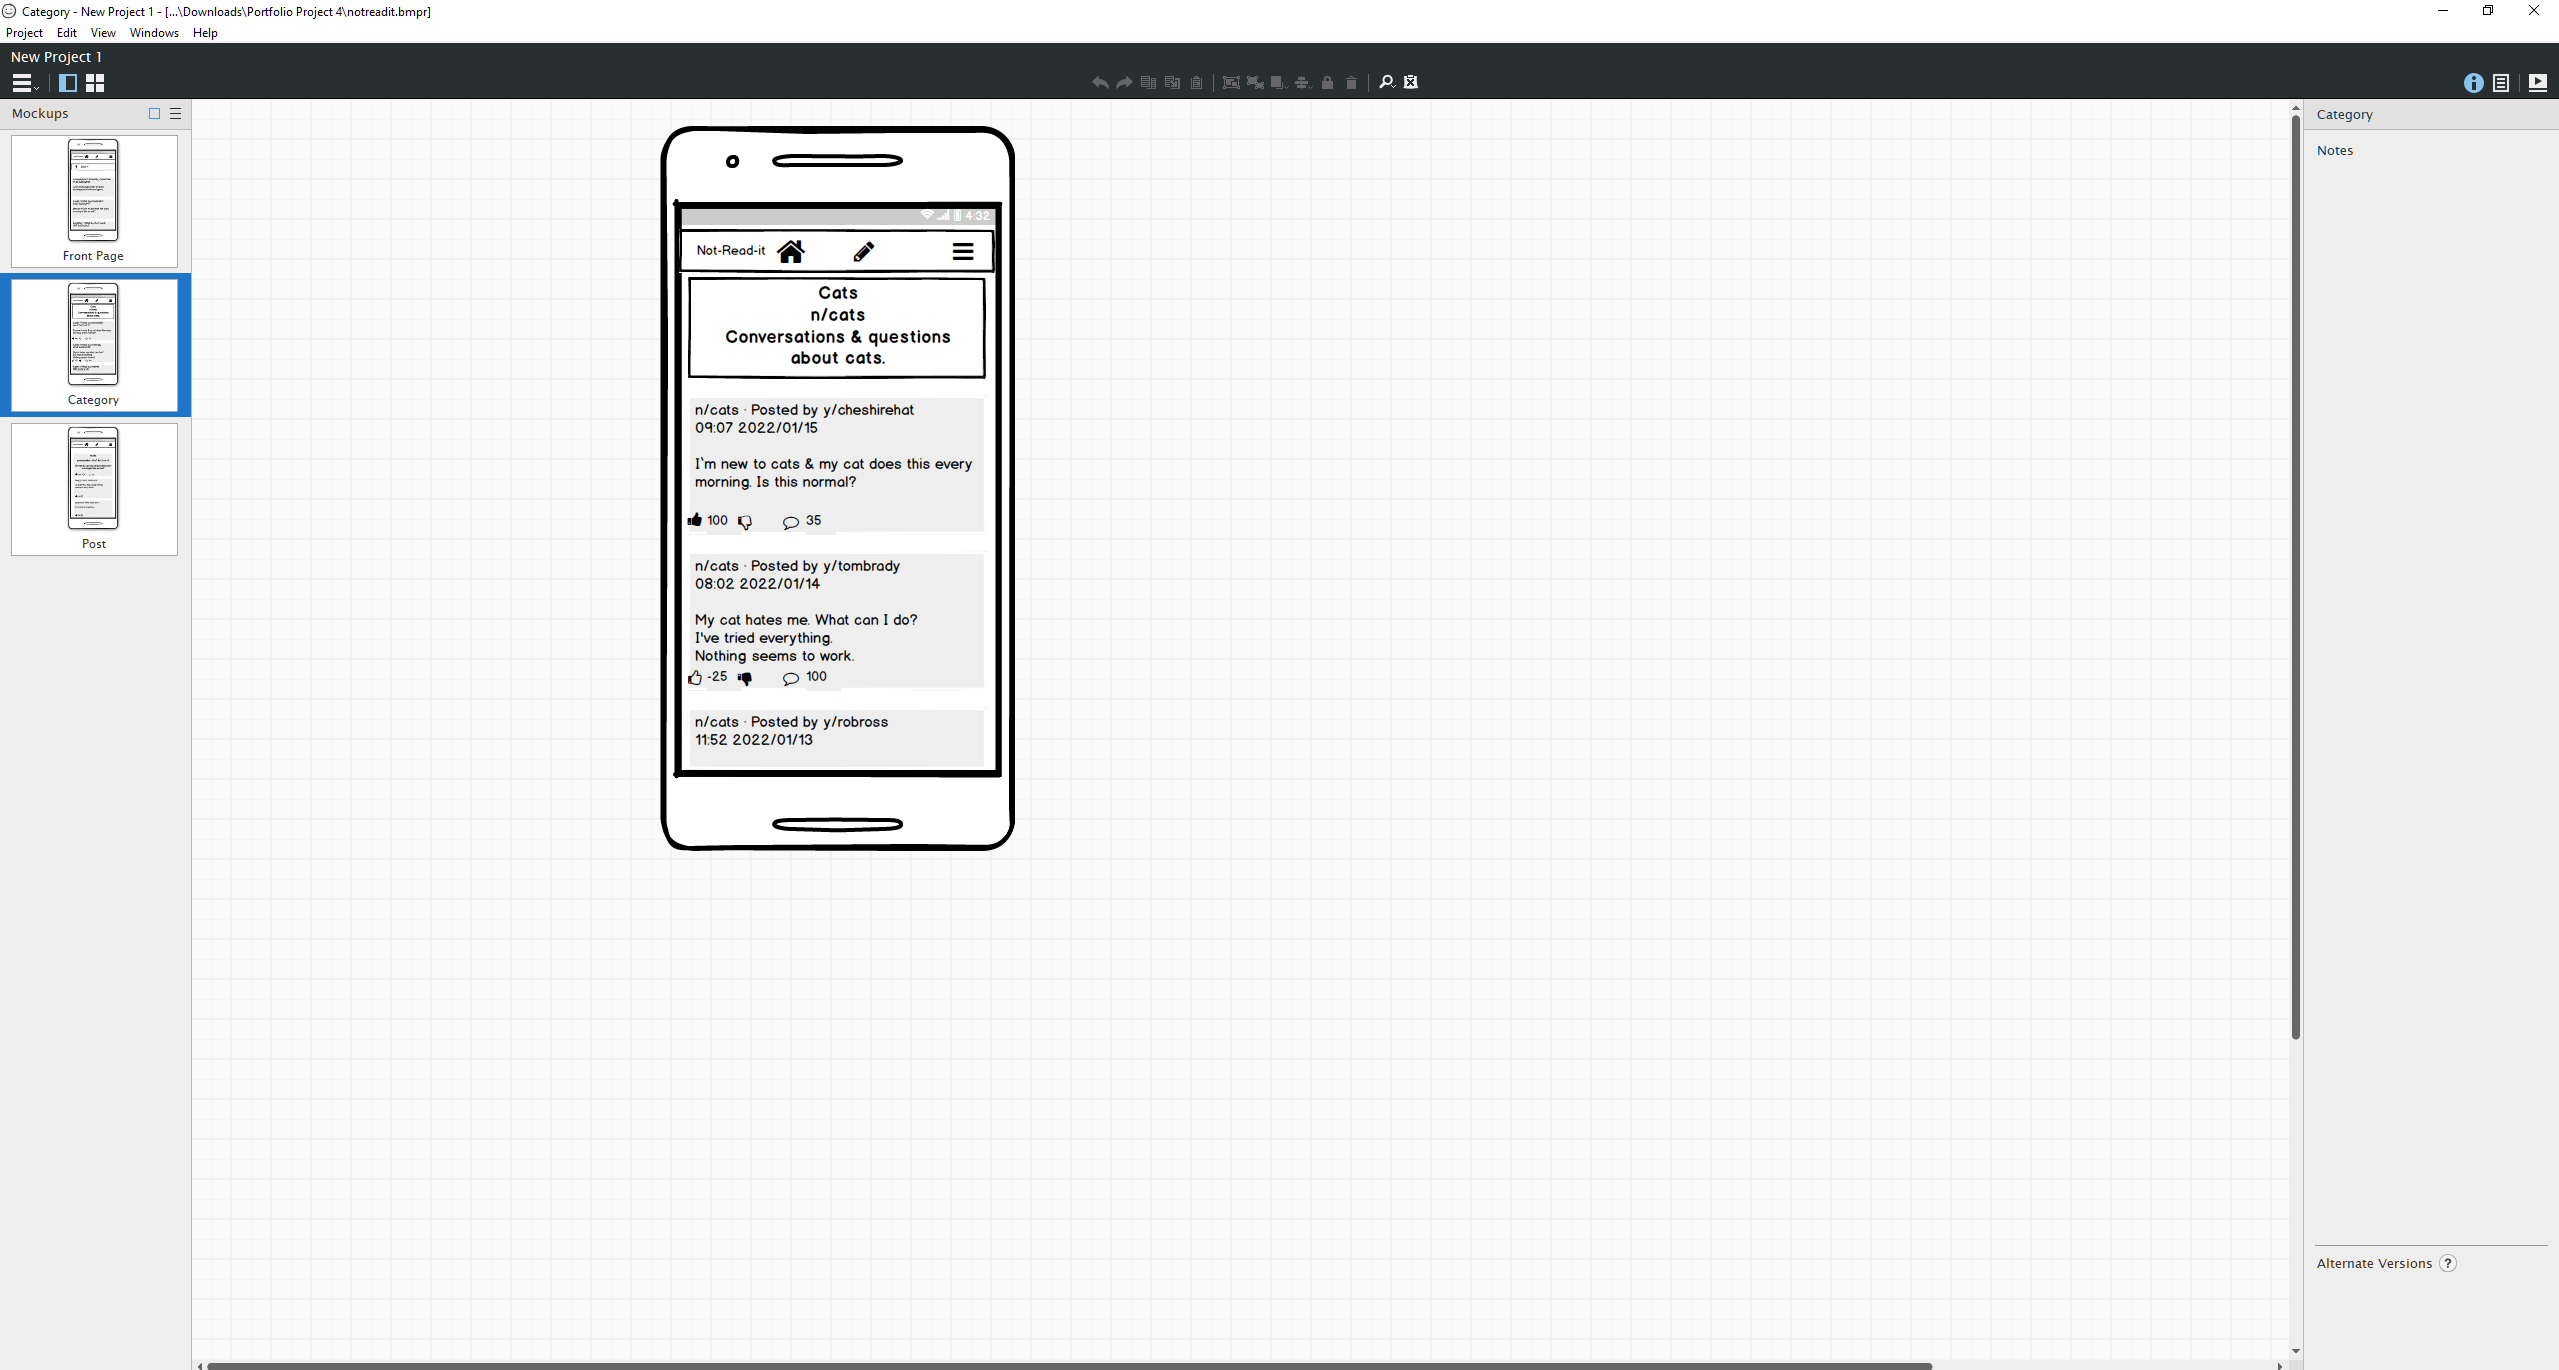 Category - New Project 1 - [...\Downloads\Portfolio Project 4\notreadit.bmpr]
Project Edit View Windows Help
New Project 1
Mockups
Front Page
Category
Post
4:32
Not-Read-it
Cats
n/cats
Conversations & questions
about cats.
n/cats · Posted by y/cheshirehat
09:07 2022/01/15
I`m new to cats & my cat does this every
morning. Is this normal?
100 35
n/cats · Posted by y/tombrady
08:02 2022/01/14
My cat hates me. What can I do?
I've tried everything.
Nothing seems to work.
-25 100
n/cats · Posted by y/robross
11:52 2022/01/13
Category
Notes
Alternate Versions ?